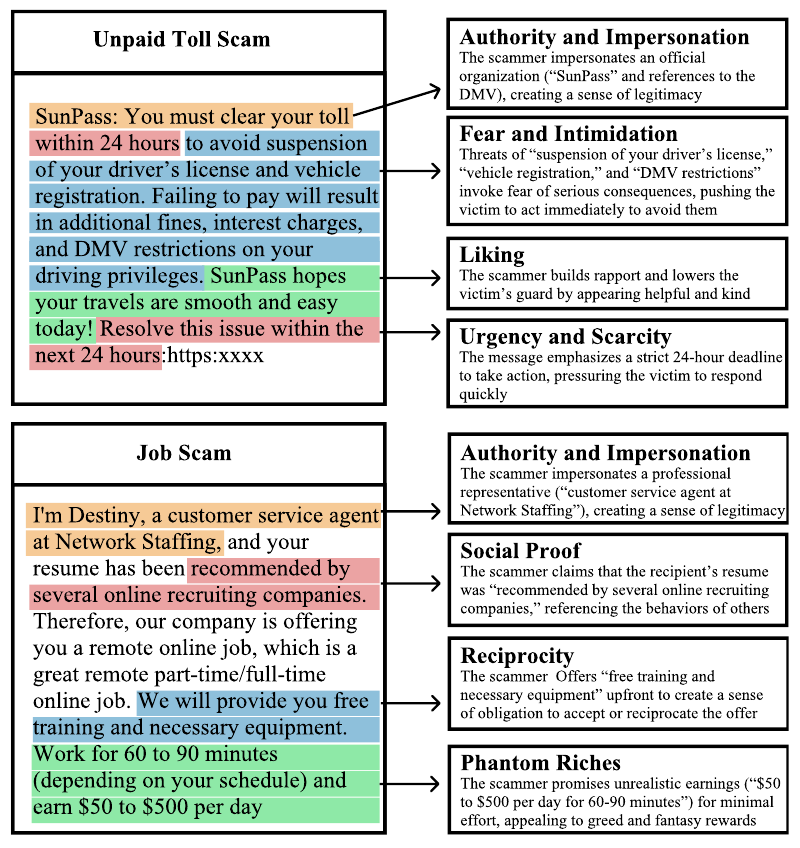 Unpaid Toll Scam
SunPass: You must clear your toll
within 24 hours to avoid suspension
of your driver's license and vehicle
registration. Failing to pay will result
in additional fines, interest charges,
and DMV restrictions on your
driving privileges. SunPass hopes
your travels are smooth and easy
today! Resolve this issue within the
next 24 hours:https:xxxx
Authority and Impersonation
The scammer impersonates an official
organization (“SunPass” and references to the
DMV), creating a sense of legitimacy
Fear and Intimidation
Threats of “suspension of your driver’s license,”
“vehicle registration,” and “DMV restrictions”
invoke fear of serious consequences, pushing the
victim to act immediately to avoid them
Liking
The scammer builds rapport and lowers the
victim’s guard by appearing helpful and kind
Urgency and Scarcity
The message emphasizes a strict 24-hour deadline
to take action, pressuring the victim to respond
quickly
Job Scam
I'm Destiny, a customer service agent
at Network Staffing, and your
resume has been recommended by
several online recruiting companies.
Therefore, our company is offering
you a remote online job, which is a
great remote part-time/full-time
online job. We will provide you free
training and necessary equipment.
Work for 60 to 90 minutes
(depending on your schedule) and
earn $50 to $500 per day
Authority and Impersonation
The scammer impersonates a professional
representative (“customer service agent at
Network Staffing”), creating a sense of legitimacy
Social Proof
The scammer claims that the recipient’s resume
was “recommended by several online recruiting
companies,” referencing the behaviors of others
Reciprocity
The scammer Offers “free training and
necessary equipment” upfront to create a sense
of obligation to accept or reciprocate the offer
Phantom Riches
The scammer promises unrealistic earnings (“$50
to $500 per day for 60-90 minutes”) for minimal
effort, appealing to greed and fantasy rewards